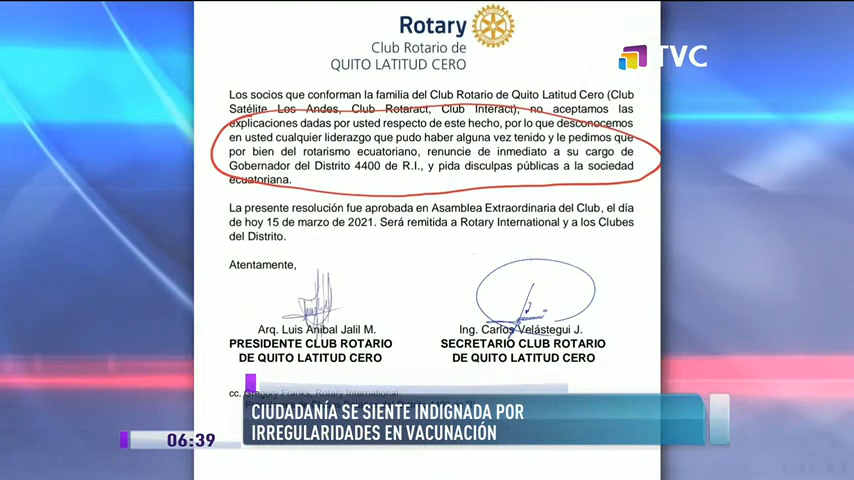 Rotary
Club Rotario de
QUITO LATITUD CERO
TVC
Los socios que conforman la familia del Club Rotario de Quito Latitud Cero (Club
Satélite Los Andes, Club Rotaract, Club Interact), no aceptamos las
explicaciones dadas por usted respecto de este hecho, por lo que desconocemos
en usted cualquier liderazgo que pudo haber alguna vez tenido y le pedimos que
por bien del rotarismo ecuatoriano, renuncie de inmediato a su cargo de
Gobernador del Distrito 4400 de R.I., y pida disculpas públicas a la sociedad
ecuatoriana.
La presente resolución fue aprobada en Asamblea Extraordinaria del Club, el día
de hoy 15 de marzo de 2021. Será remitida a Rotary International y a los Clubes
del Distrito.
Atentamente,
Arq. Luis Aníbal Jalil M.
PRESIDENTE CLUB ROTARIO
DE QUITO LATITUD CERO
Ing. Carlos Velástegui J.
SECRETARIO CLUB ROTARIO
DE QUITO LATITUD CERO
cc. Gregory Franks, Rotary International
CIUDADANÍA SE SIENTE INDIGNADA POR
IRREGULARIDADES EN VACUNACIÓN
06:39